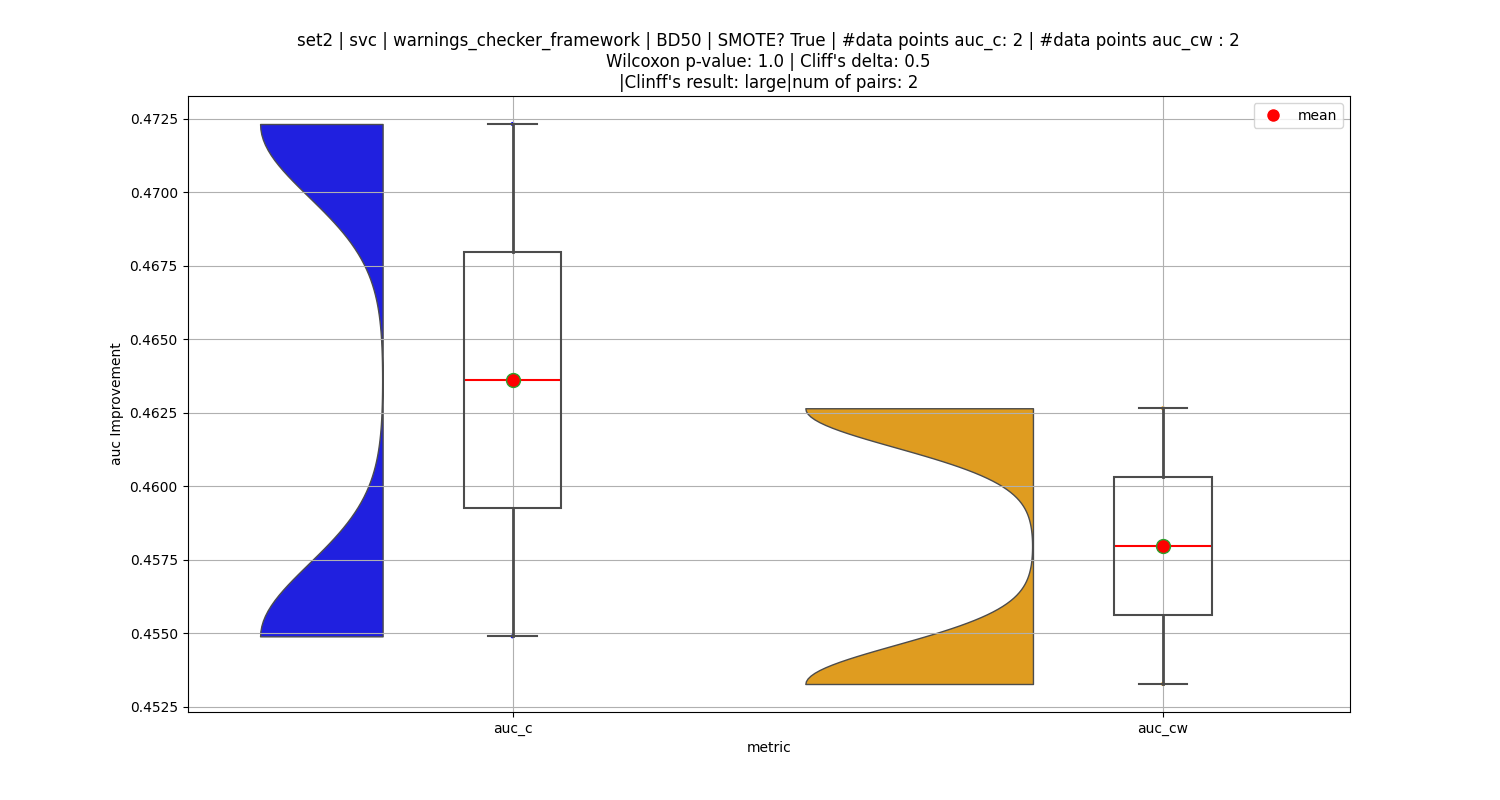 set2 | svc | warnings_checker_framework | BD50 | SMOTE? True | #data points auc_c: 2 | #data points auc_cw : 2
Wilcoxon p-value: 1.0 | Cliff's delta: 0.5
|Clinff's result: large|num of pairs: 2
mean
auc Improvement
0.4725
0.4700
0.4675
0.4650
0.4625
0.4600
0.4575
0.4550
0.4525
auc_c
auc_cw
metric